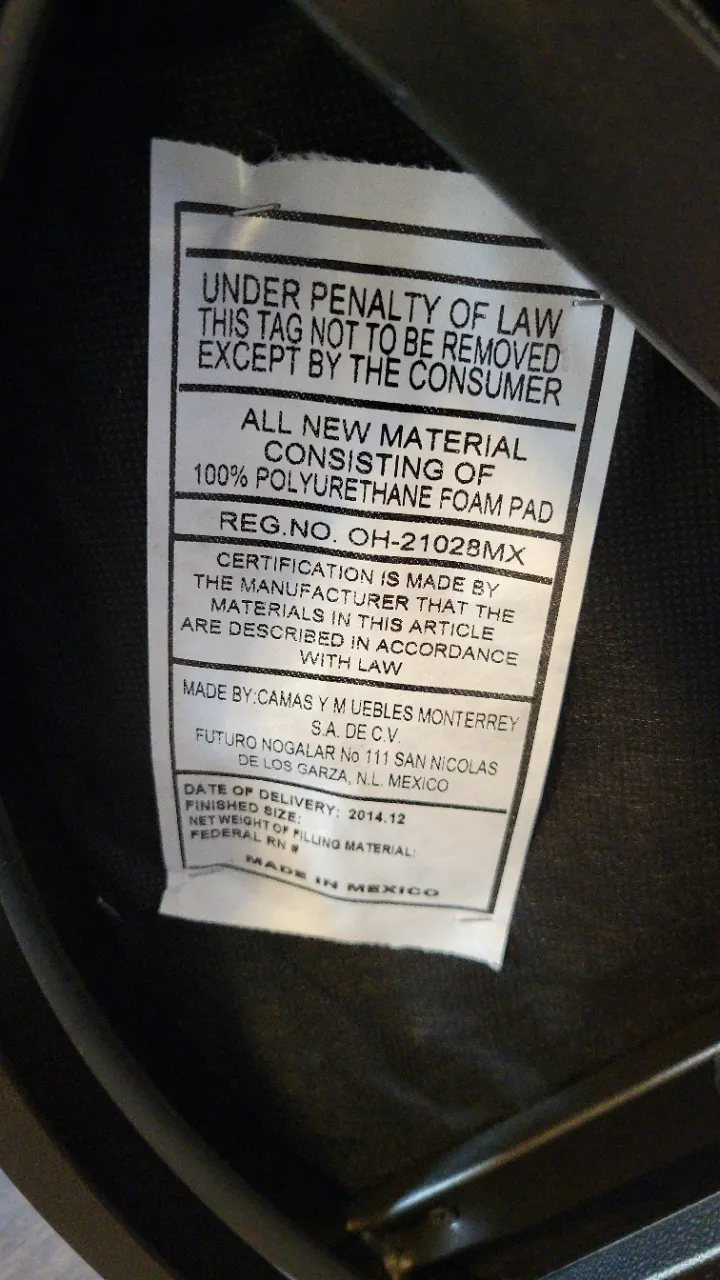 UNDER PENALTY OF LAW
THIS TAG NOT TO BE REMOVED
EXCEPT BY THE CONSUMER
ALL NEW MATERIAL
CONSISTING OF
100% POLYURETHANE FOAM PAD
REG.NO. OH-21028MX
CERTIFICATION IS MADE BY
THE MANUFACTURER THAT THE
MATERIALS IN THIS ARTICLE
ARE DESCRIBED IN ACCORDANCE
WITH LAW
MADE BY:CAMAS Y M UEBLES MONTERREY
S.A. DE C.V.
FUTURO NOGALAR No 111 SAN NICOLAS
DE LOS GARZA, N.L. MEXICO
DATE OF DELIVERY: 2014.12
FINISHED SIZE:
NET WEIGHT OF FILLING MATERIAL:
FEDERAL RN #
MADE IN MEXICO